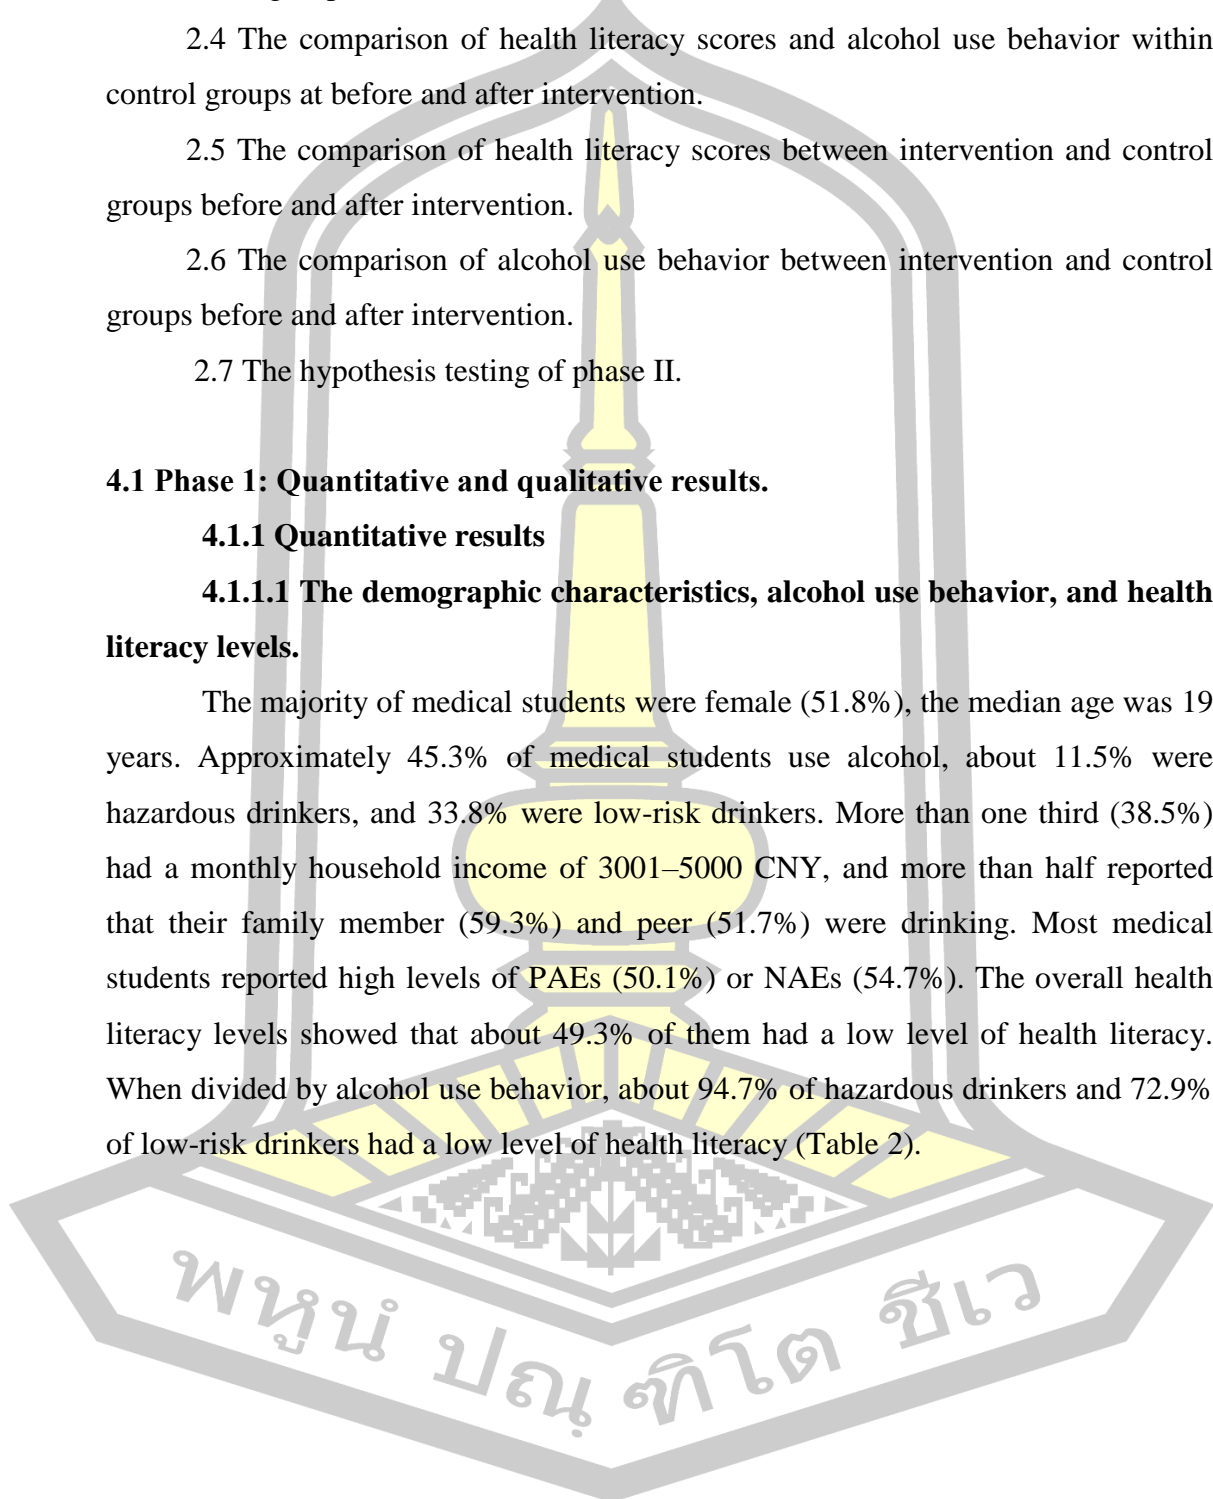 2.4 The comparison of health literacy scores and alcohol use behavior within
control groups at before and after intervention.
2.5 The comparison of health literacy scores between intervention and control
groups before and after intervention.
2.6 The comparison of alcohol use behavior between intervention and control
groups before and after intervention.
2.7 The hypothesis testing of phase II.
4.1 Phase 1: Quantitative and qualitative results.
4.1.1 Quantitative results
4.1.1.1 The demographic characteristics, alcohol use behavior, and health
literacy levels.
The majority of medical students were female (51.8%), the median age was 19
years. Approximately 45.3% of medical students use alcohol, about 11.5% were
hazardous drinkers, and 33.8% were low-risk drinkers. More than one third (38.5%)
had a monthly household income of 3001–5000 CNY, and more than half reported
that their family member (59.3%) and peer (51.7%) were drinking. Most medical
students reported high levels of PAEs (50.1%) or NAEs (54.7%). The overall health
literacy levels showed that about 49.3% of them had a low level of health literacy.
When divided by alcohol use behavior, about 94.7% of hazardous drinkers and 72.9%
of low-risk drinkers had a low level of health literacy (Table 2).
พหูนํ ปณฺฑิโต ชีเว